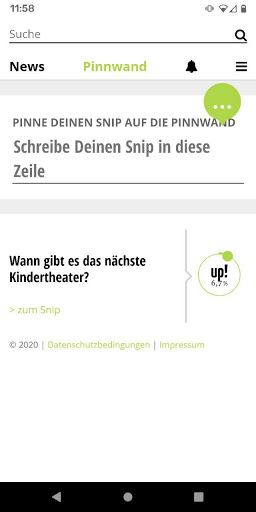 11:58
Suche
News Pinnwand
PINNE DEINEN SNIP AUF DIE PINNWAND
Schreibe Deinen Snip in diese
Zeile
Wann gibt es das nächste
Kindertheater?
up!
6,7%
> zum Snip
© 2020 | Datenschutzbedingungen | Impressum